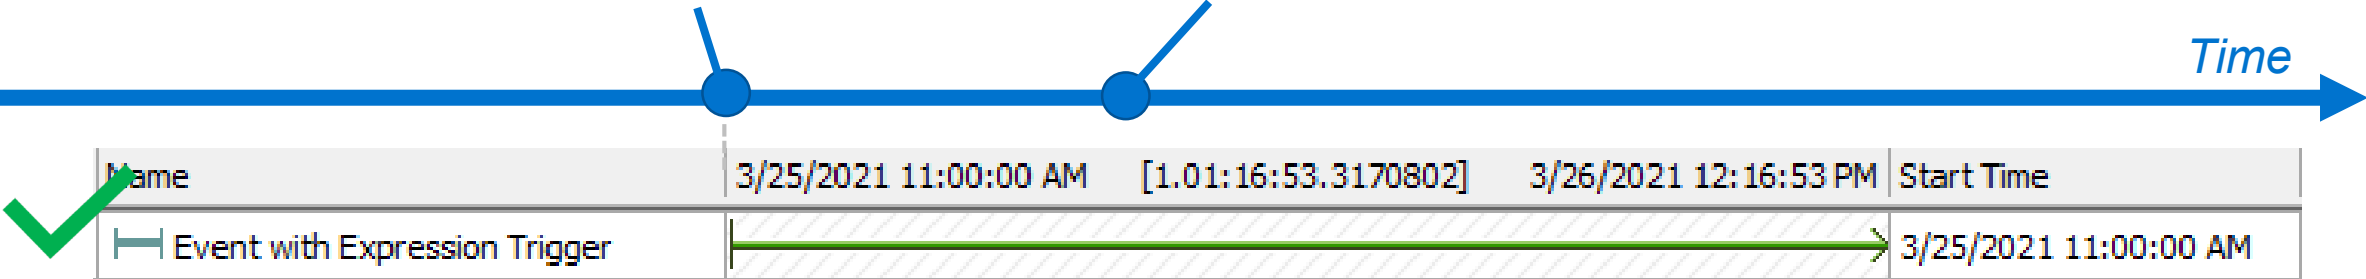 Time
Name 3/25/2021 11:00:00 AM [1.01:16:53.3170802] 3/26/2021 12:16:53 PM Start Time
Event with Expression Trigger 3/25/2021 11:00:00 AM